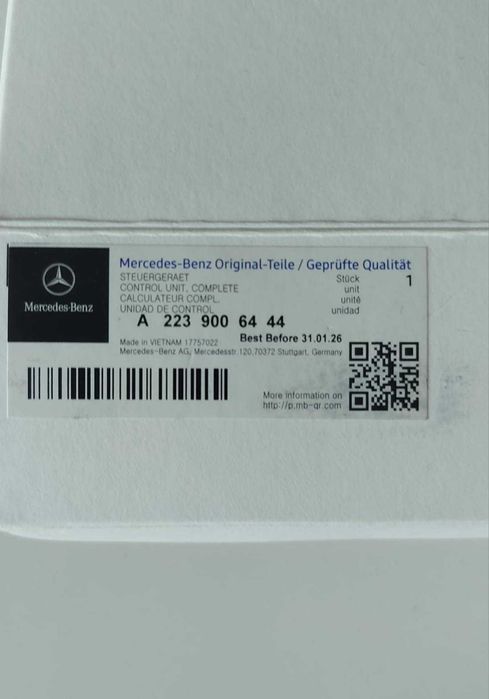 Mercedes-Benz
Mercedes-Benz Original-Teile / Geprüfte Qualität
STEUERGERAET
CONTROL UNIT, COMPLETE
CALCULATEUR COMPL.
UNIDAD DE CONTROL
Stück
unit
unité
unidad
1
A 223 900 64 44
Best Before 31.01.26
Made in VIETNAM 17757022
Mercedes-Benz AG, Mercedesstr. 120,70372 Stuttgart, Germany
More information on
http://p.mb-qr.com